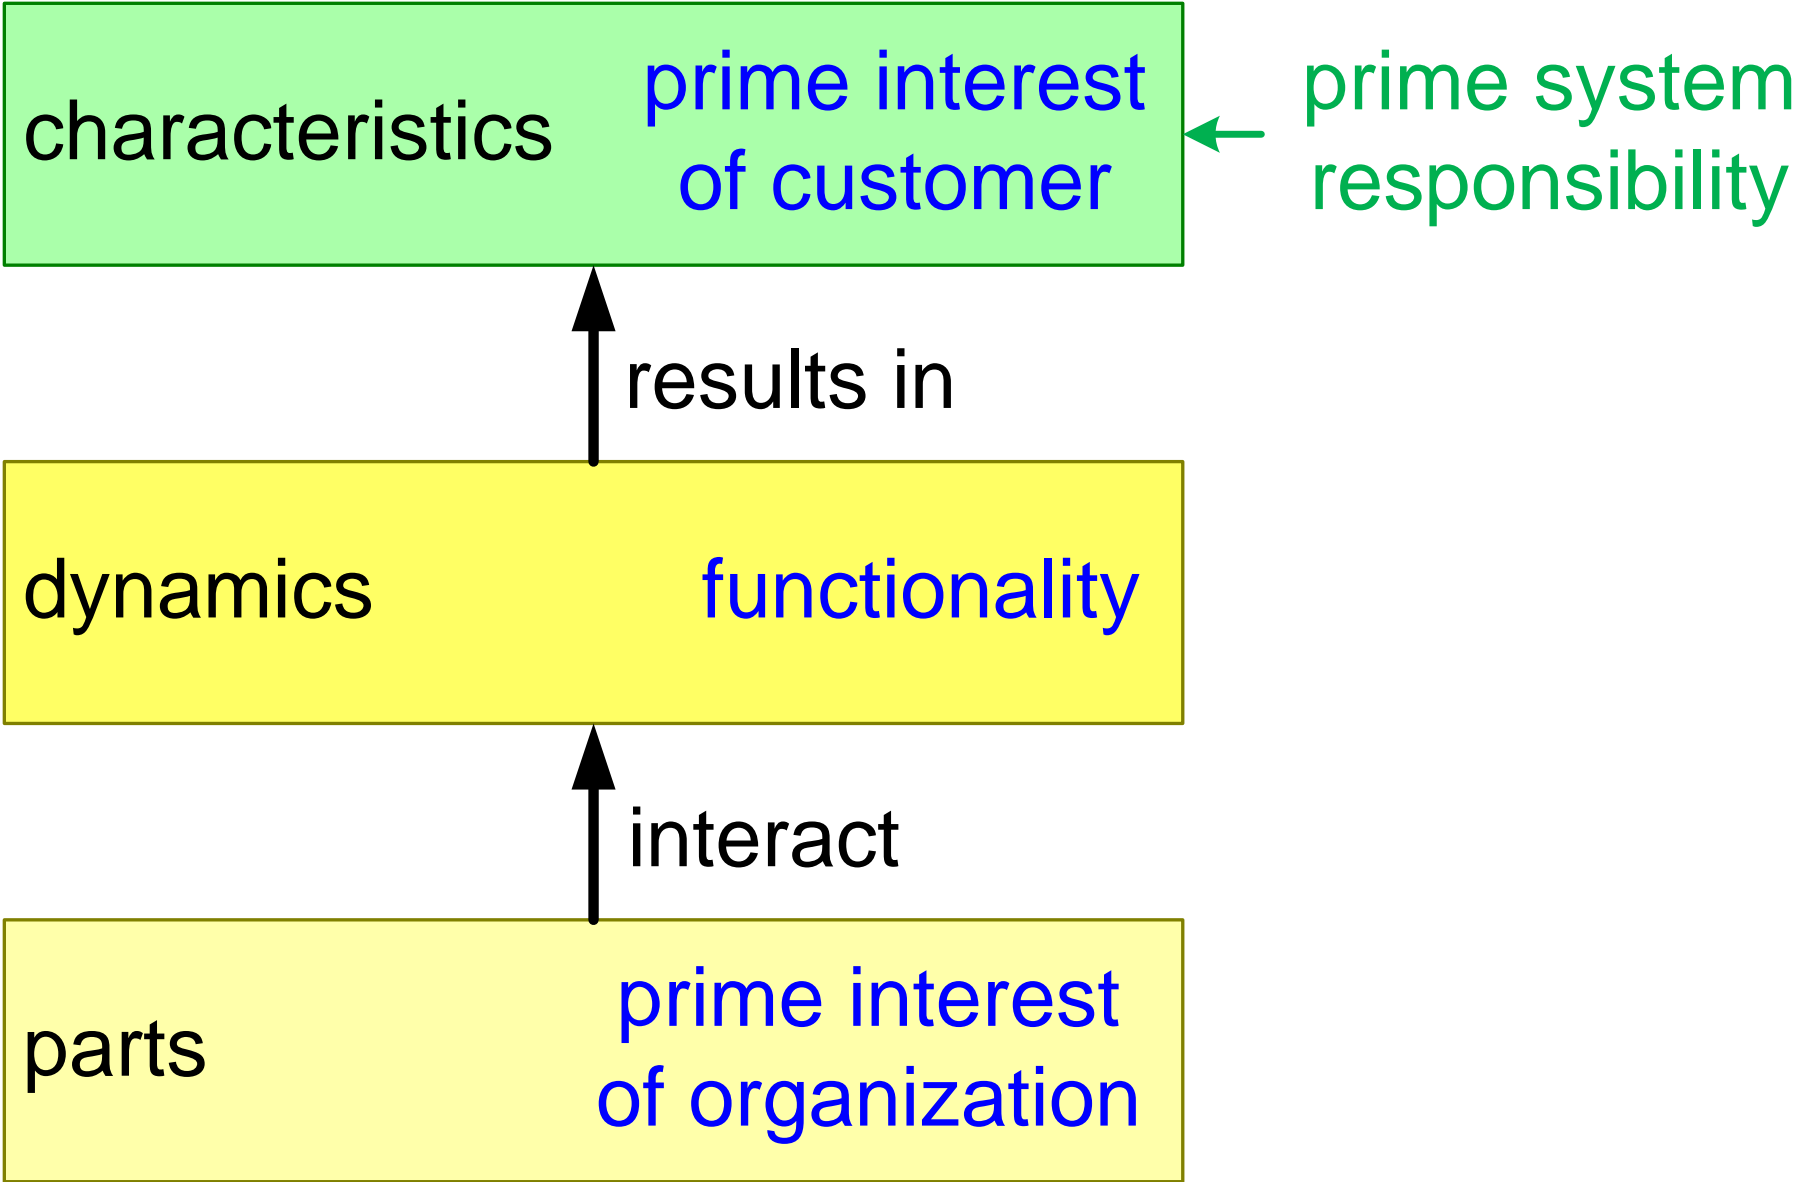 characteristics
prime interest
of customer
prime system
responsibility
results in
dynamics
functionality
interact
parts
prime interest
of organization